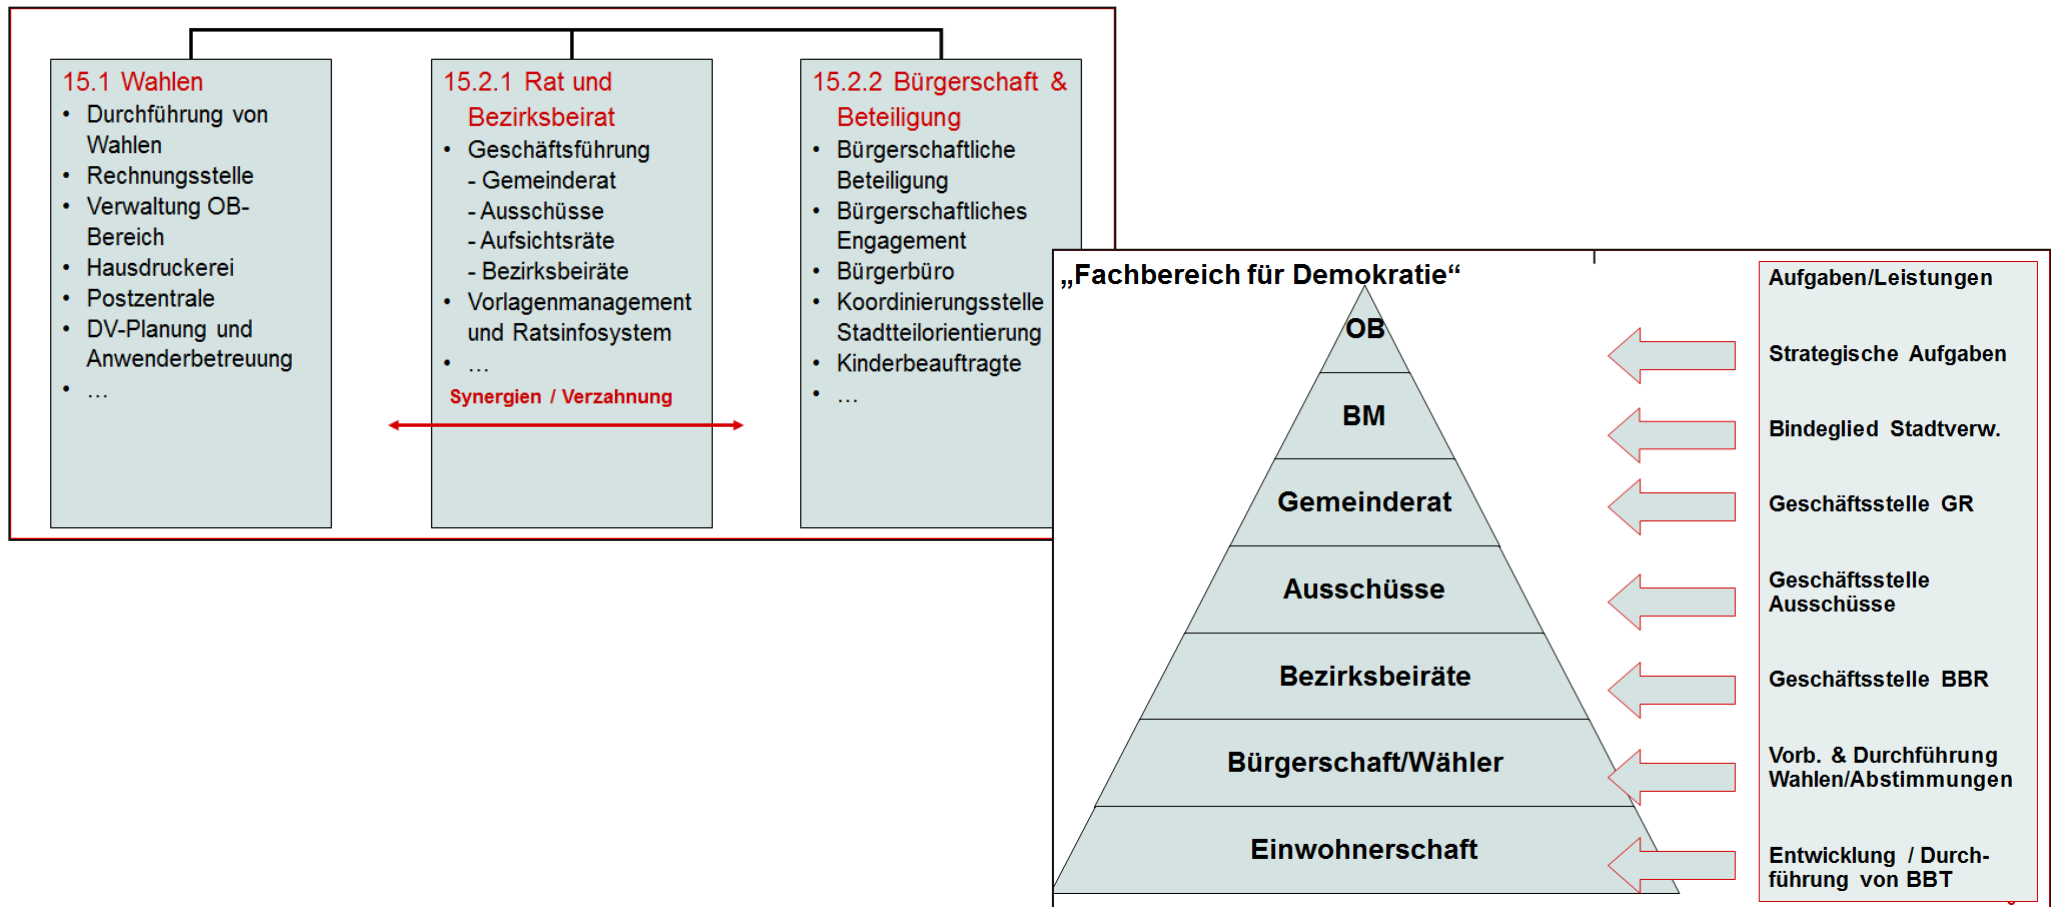 15.1 Wahlen
• Durchführung von
Wahlen
• Rechnungsstelle
• Verwaltung OB-
Bereich
• Hausdruckerei
• Postzentrale
• DV-Planung und
Anwenderbetreuung
• …
15.2.1 Rat und
Bezirksbeirat
• Geschäftsführung
- Gemeinderat
- Ausschüsse
- Aufsichtsräte
- Bezirksbeiräte
• Vorlagenmanagement
und Ratsinfosystem
• …
Synergien / Verzahnung
15.2.2 Bürgerschaft &
Beteiligung
• Bürgerschaftliche
Beteiligung
• Bürgerschaftliches
Engagement
• Bürgerbüro
• Koordinierungsstelle
Stadtteilorientierung
• Kinderbeauftragte
• …
„Fachbereich für Demokratie“
OB
BM
Gemeinderat
Ausschüsse
Bezirksbeiräte
Bürgerschaft/Wähler
Einwohnerschaft
Aufgaben/Leistungen
Strategische Aufgaben
Bindeglied Stadtverw.
Geschäftsstelle GR
Geschäftsstelle
Ausschüsse
Geschäftsstelle BBR
Vorb. & Durchführung
Wahlen/Abstimmungen
Entwicklung / Durch-
führung von BBT